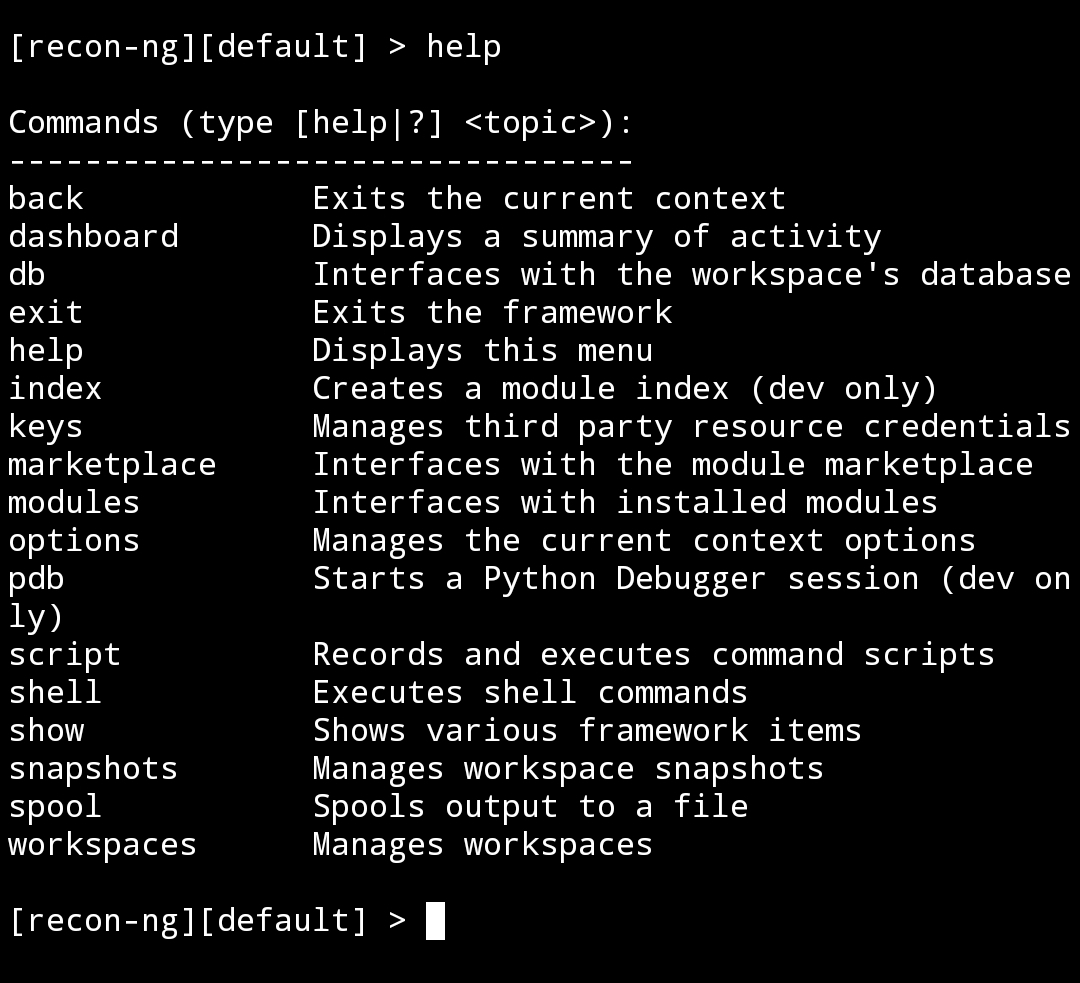 [recon-ng][default] > help
Commands (type [help|?] <topic>):
---------------------------------
back            Exits the current context
dashboard       Displays a summary of activity
db              Interfaces with the workspace's database
exit            Exits the framework
help            Displays this menu
index           Creates a module index (dev only)
keys            Manages third party resource credentials
marketplace     Interfaces with the module marketplace
modules         Interfaces with installed modules
options         Manages the current context options
pdb             Starts a Python Debugger session (dev on
ly)
script          Records and executes command scripts
shell           Executes shell commands
show            Shows various framework items
snapshots       Manages workspace snapshots
spool           Spools output to a file
workspaces      Manages workspaces
[recon-ng][default] >